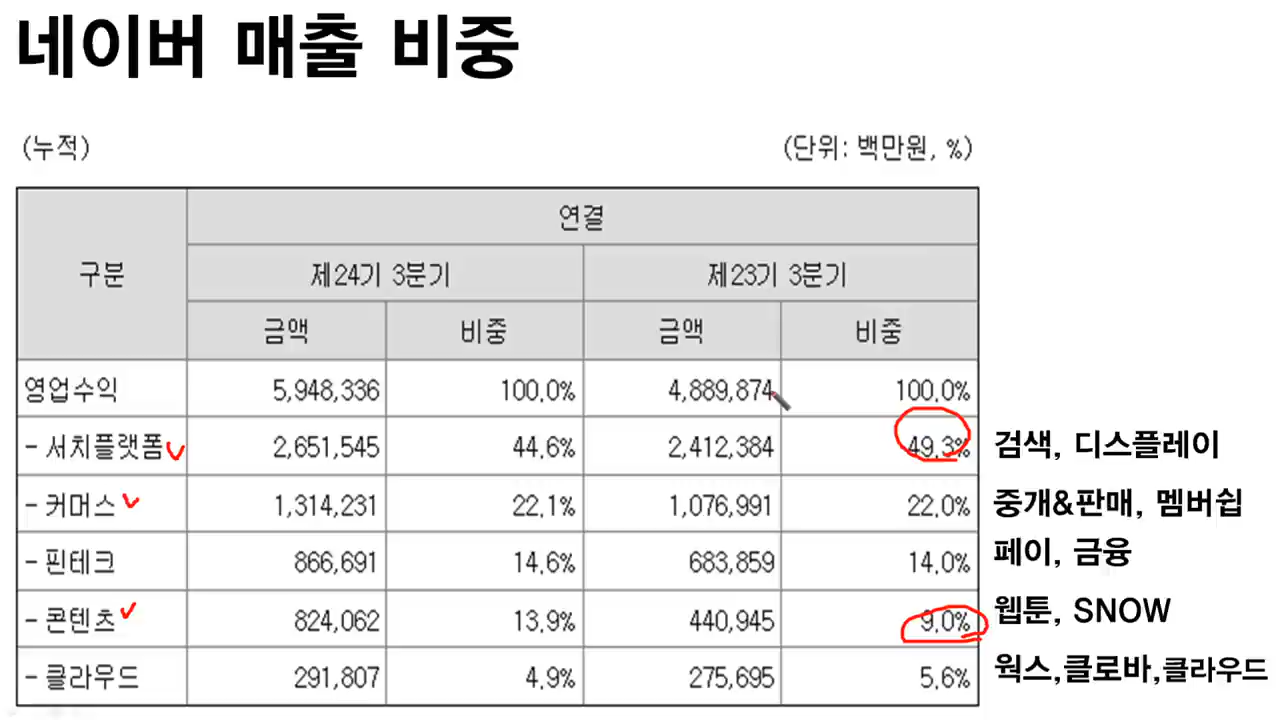 네이버 매출 비중
(누적) (단위: 백만원, %)
구분 연결
제24기 3분기 제23기 3분기
금액 비중 금액 비중
영업수익 5,948,336 100.0% 4,889,874 100.0%
- 서치플랫폼 2,651,545 44.6% 2,412,384 49.3% 검색, 디스플레이
- 커머스 1,314,231 22.1% 1,076,991 22.0% 중개&판매, 멤버쉽
- 핀테크 866,691 14.6% 683,859 14.0% 페이, 금융
- 콘텐츠 824,062 13.9% 440,945 9.0% 웹툰, SNOW
- 클라우드 291,807 4.9% 275,695 5.6% 웍스,클로바,클라우드